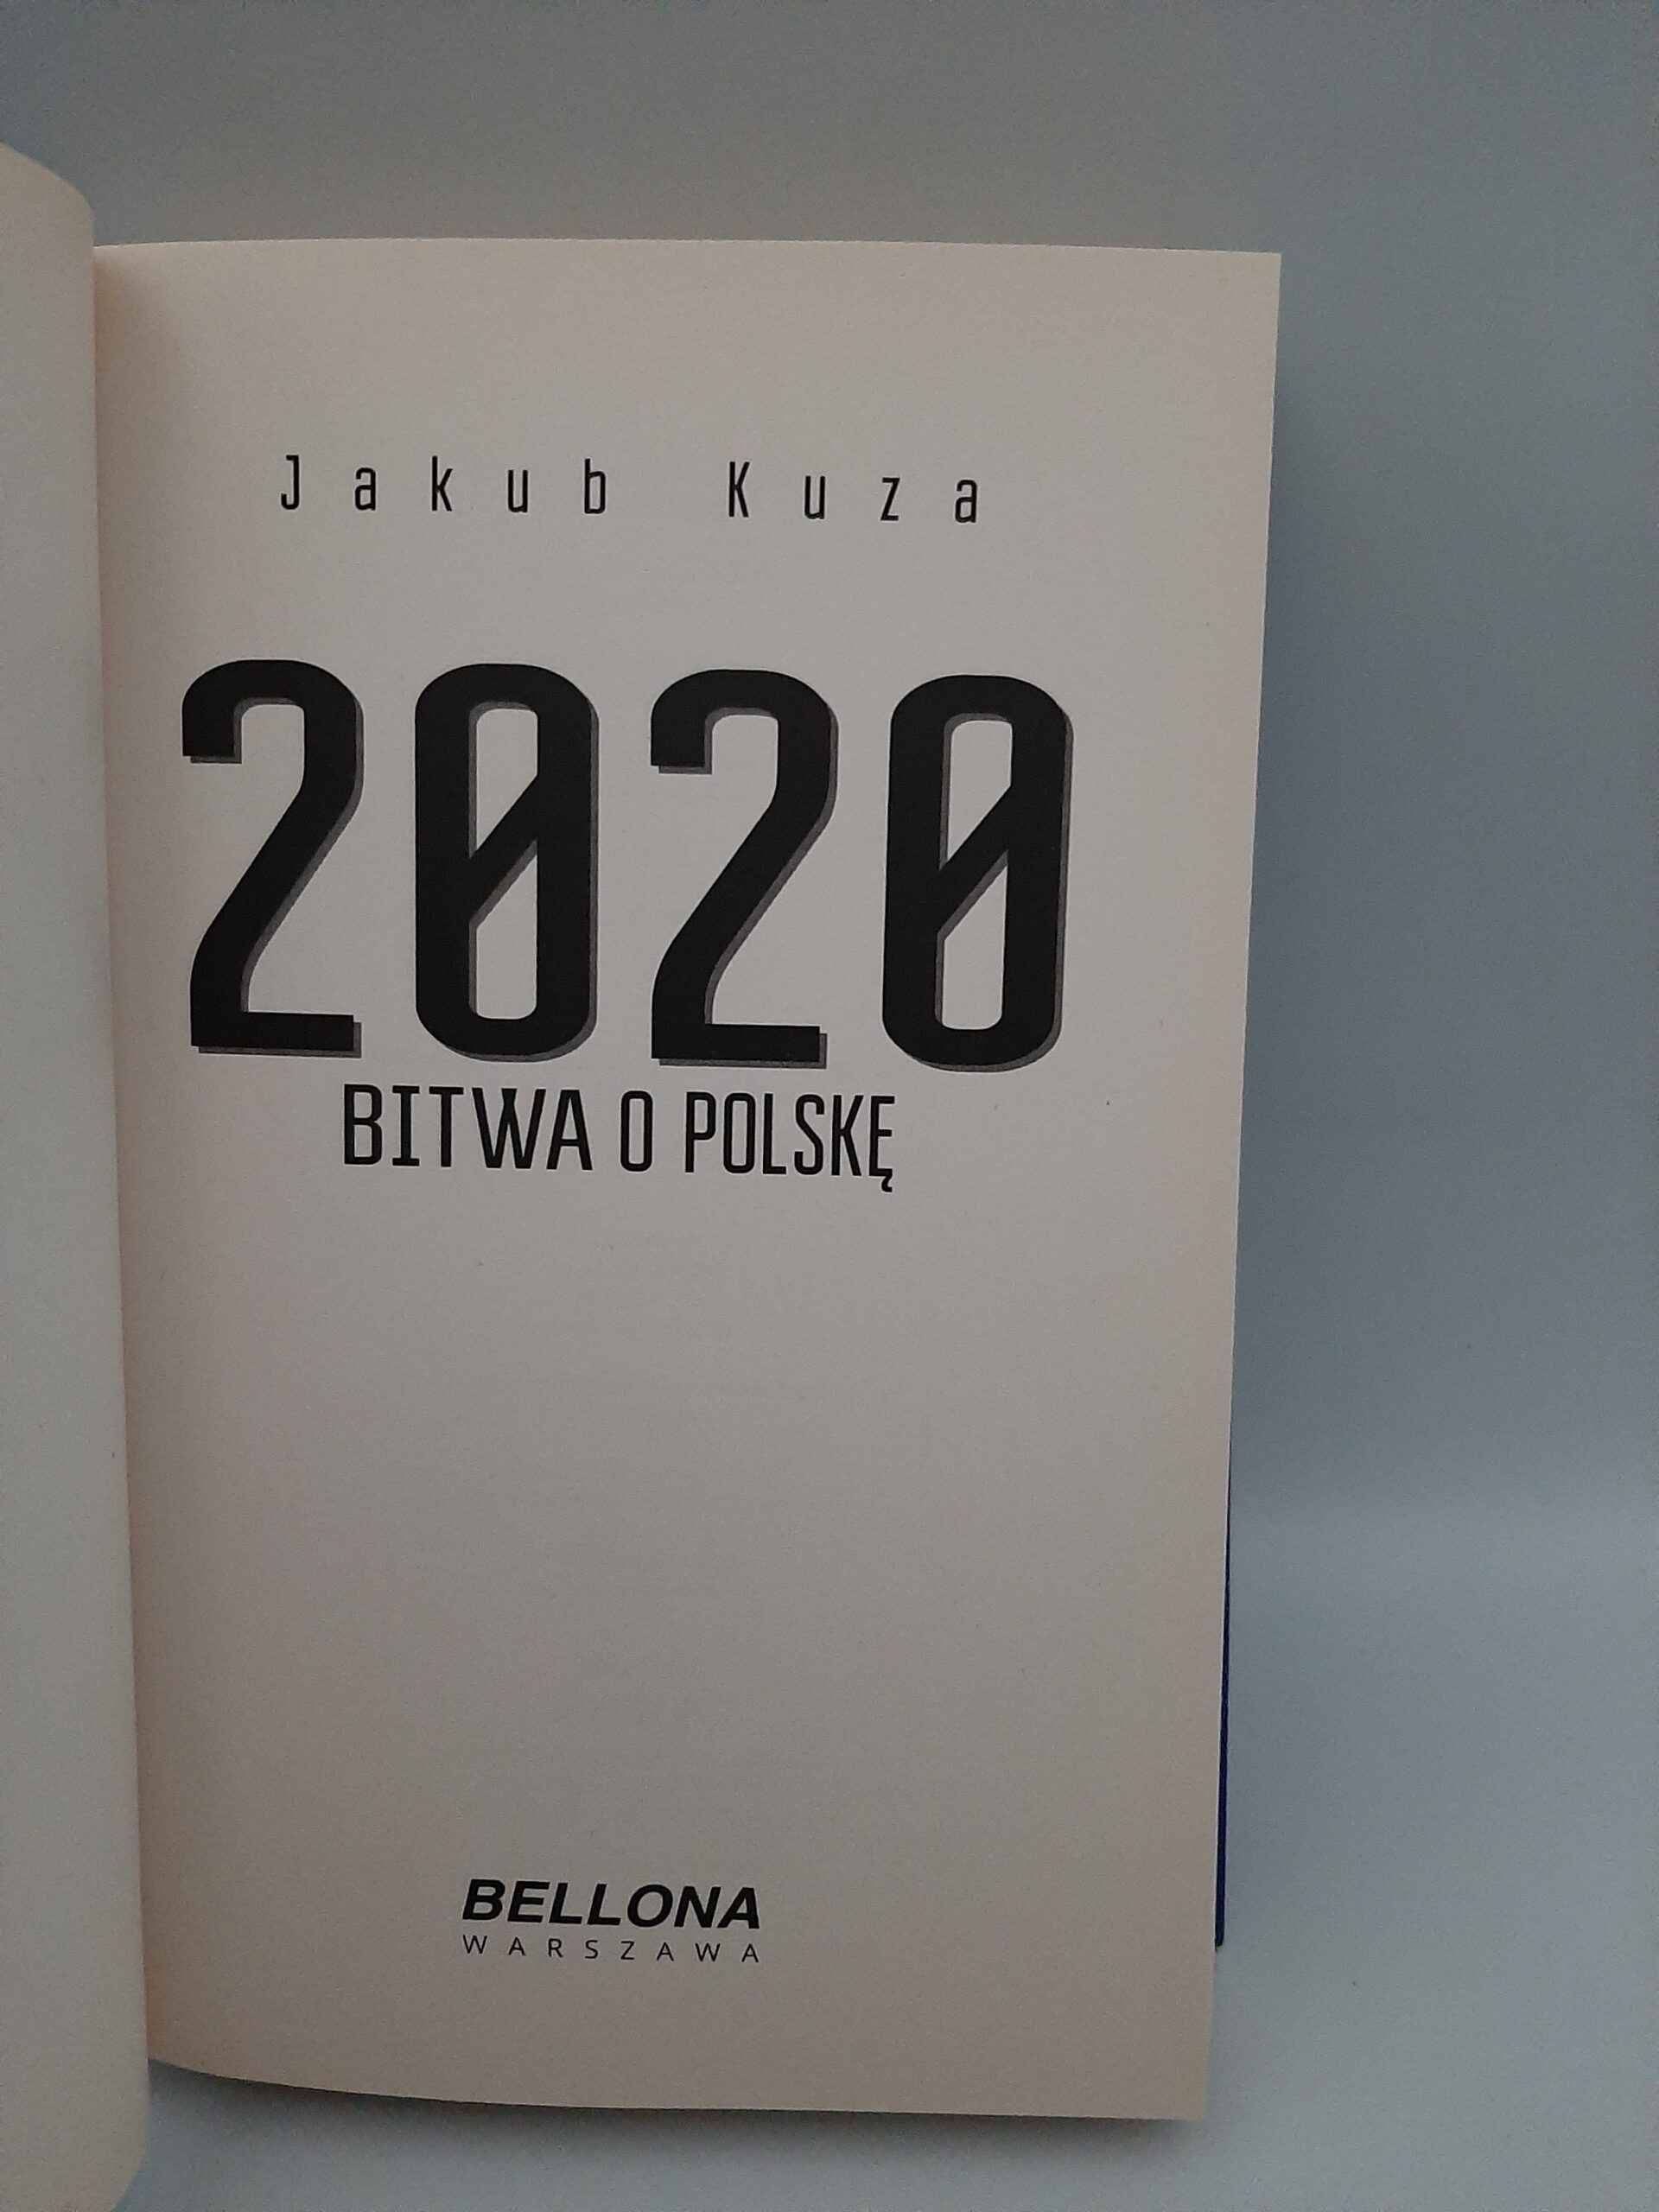 Jakub Kuza
2020
BITWA O POLSKĘ
BELLONA
WARSZAWA